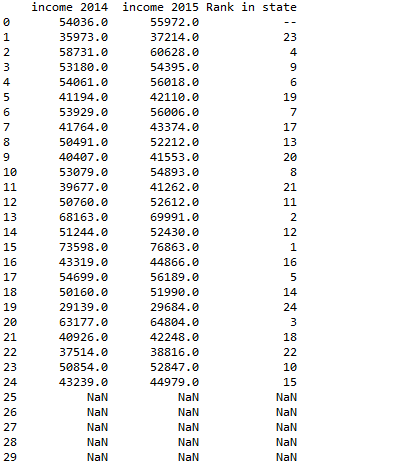 income 2014 income 2015 Rank in state
0 54036.0 55972.0 --
1 35973.0 37214.0 23
2 58731.0 60628.0 4
3 53180.0 54395.0 9
4 54061.0 56018.0 6
5 41194.0 42110.0 19
6 53929.0 56006.0 7
7 41764.0 43374.0 17
8 50491.0 52212.0 13
9 40407.0 41553.0 20
10 53079.0 54893.0 8
11 39677.0 41262.0 21
12 50760.0 52612.0 11
13 68163.0 69991.0 2
14 51244.0 52430.0 12
15 73598.0 76863.0 1
16 43319.0 44866.0 16
17 54699.0 56189.0 5
18 50160.0 51990.0 14
19 29139.0 29684.0 24
20 63177.0 64804.0 3
21 40926.0 42248.0 18
22 37514.0 38816.0 22
23 50854.0 52847.0 10
24 43239.0 44979.0 15
25 NaN NaN NaN
26 NaN NaN NaN
27 NaN NaN NaN
28 NaN NaN NaN
29 NaN NaN NaN